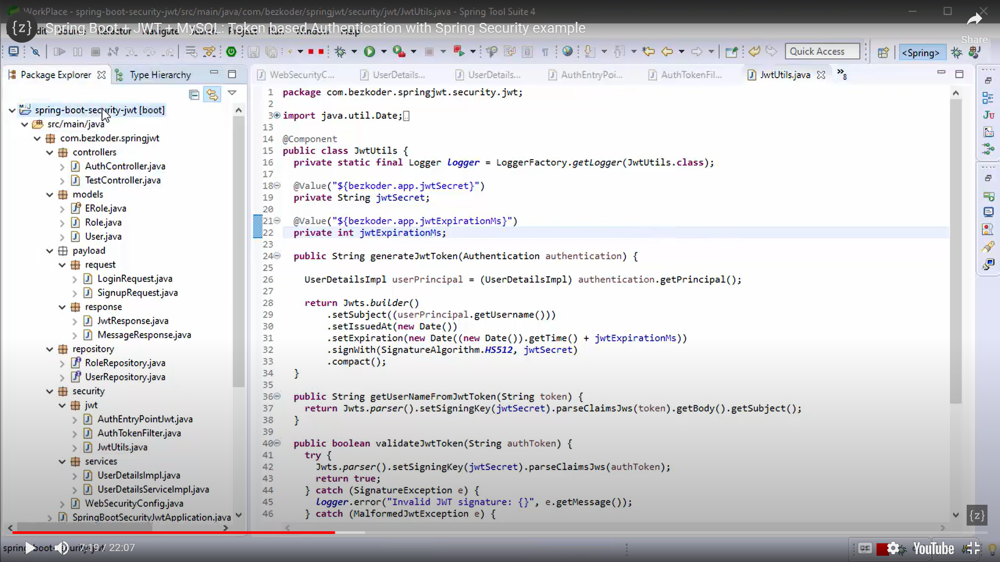 WorkPlace - spring-boot-security-jwt/src/main/java/com/bezkoder/springjwt/security/jwt/JwtUtils.java - Spring Tool Suite 4
{z} Spring Boot + JWT + MySQL: Token based Authentication with Spring Security example
Share
Quick Access
<Spring>
Package Explorer
Type Hierarchy
WebSecurityC...
UserDetails...
UserDetails...
AuthEntryPoi...
AuthTokenFil...
JwtUtils.java
»8
spring-boot-security-jwt [boot]
src/main/java
com.bezkoder.springjwt
controllers
AuthController.java
TestController.java
models
ERole.java
Role.java
User.java
payload
request
LoginRequest.java
SignupRequest.java
response
JwtResponse.java
MessageResponse.java
repository
RoleRepository.java
UserRepository.java
security
jwt
AuthEntryPointJwt.java
AuthTokenFilter.java
JwtUtils.java
services
UserDetailsImpl.java
UserDetailsServiceImpl.java
WebSecurityConfig.java
SpringBootSecurityJwtApplication.java
1 package com.bezkoder.springjwt.security.jwt;
2
3 import java.util.Date;
13
14 @Component
15 public class JwtUtils {
16 private static final Logger logger = LoggerFactory.getLogger(JwtUtils.class);
17
18 @Value("${bezkoder.app.jwtSecret}")
19 private String jwtSecret;
20
21 @Value("${bezkoder.app.jwtExpirationMs}")
22 private int jwtExpirationMs;
23
24 public String generateJwtToken(Authentication authentication) {
25
26 UserDetailsImpl userPrincipal = (UserDetailsImpl) authentication.getPrincipal();
27
28 return Jwts.builder()
29 .setSubject((userPrincipal.getUsername()))
30 .setIssuedAt(new Date())
31 .setExpiration(new Date((new Date()).getTime() + jwtExpirationMs))
32 .signWith(SignatureAlgorithm.HS512, jwtSecret)
33 .compact();
34 }
35
36 public String getUserNameFromJwtToken(String token) {
37 return Jwts.parser().setSigningKey(jwtSecret).parseClaimsJws(token).getBody().getSubject();
38 }
39
40 public boolean validateJwtToken(String authToken) {
41 try {
42 Jwts.parser().setSigningKey(jwtSecret).parseClaimsJws(authToken);
43 return true;
44 } catch (SignatureException e) {
45 logger.error("Invalid JWT signature: {}", e.getMessage());
46 } catch (MalformedJwtException e) {
Ju
{z}
spring-boot-security-jwt
7:19 / 22:07
YouTube